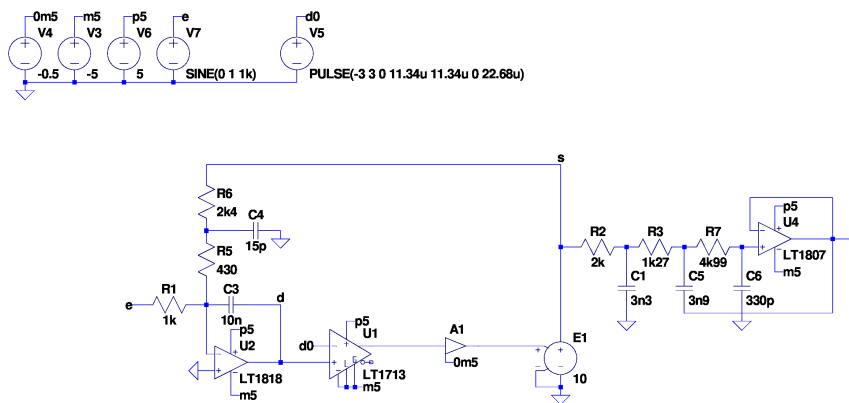 0m5 m5 p5 e d0
V4 V3 V6 V7 V5
+ + + + +
-0.5 -5 5 SINE(0 1 1k) PULSE(-3 3 0 11.34u 11.34u 0 22.68u)
s
R6
2k4
C4
15p
R5
430
R2
2k
R3
1k27
R7
4k99
p5
U4
LT1807
m5
C1
3n3
C5
3n9
C6
330p
e
R1
1k
C3
10n
d
p5
U2
LT1818
m5
d0
p5
U1
LT1713
m5
A1
0m5
E1
10